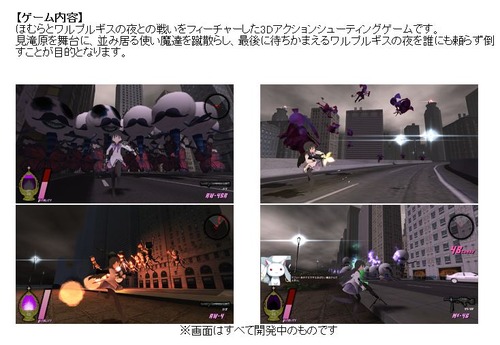 【ゲーム内容】
ほむらとワルプルギスの夜との戦いをフィーチャーした3Dアクションシューティングゲームです。
見滝原を舞台に、並み居る使い魔達を蹴散らし、最後に待ちかまえるワルプルギスの夜を誰にも頼らず倒
すことが目的となります。
※画面はすべて開発中のものです